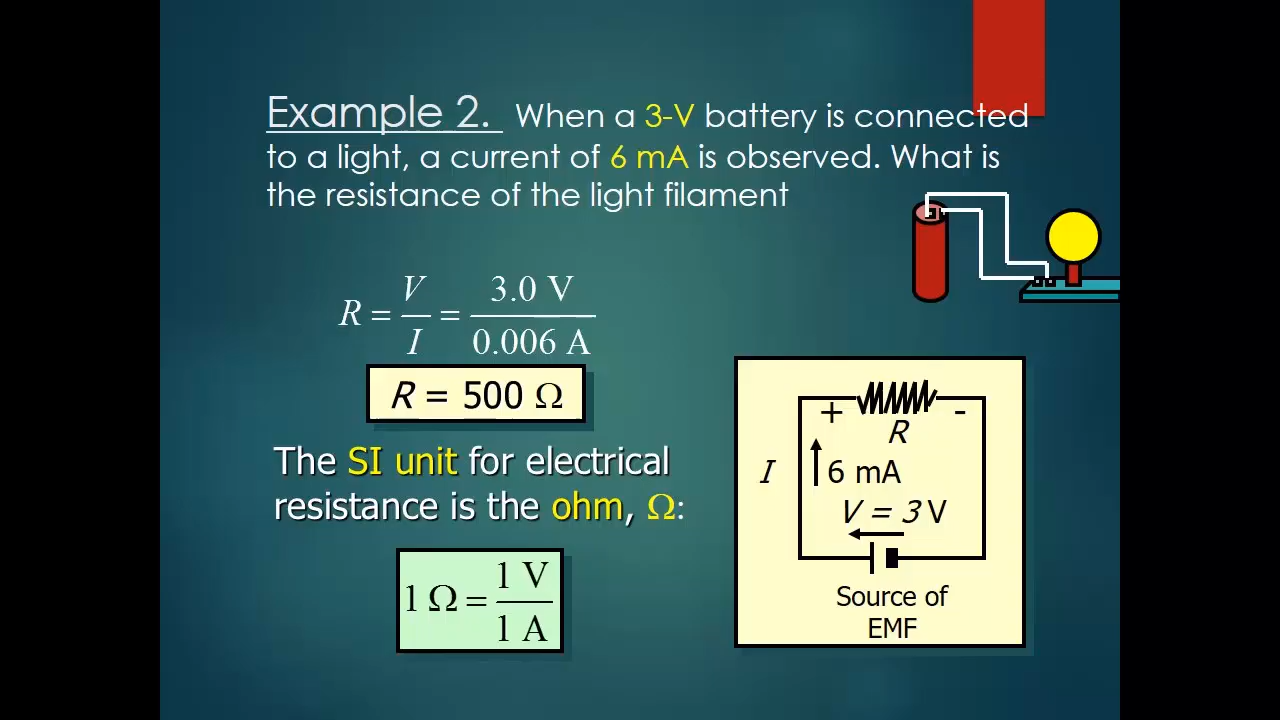 Example 2. When a 3-V battery is connected
to a light, a current of 6 mA is observed. What is
the resistance of the light filament
R = V/I = 3.0 V/0.006 A
R = 500 Ω
The SI unit for electrical
resistance is the ohm, Ω:
1 Ω = 1 V/1 A
+ -
R
I 6 mA
V = 3 V
Source of
EMF